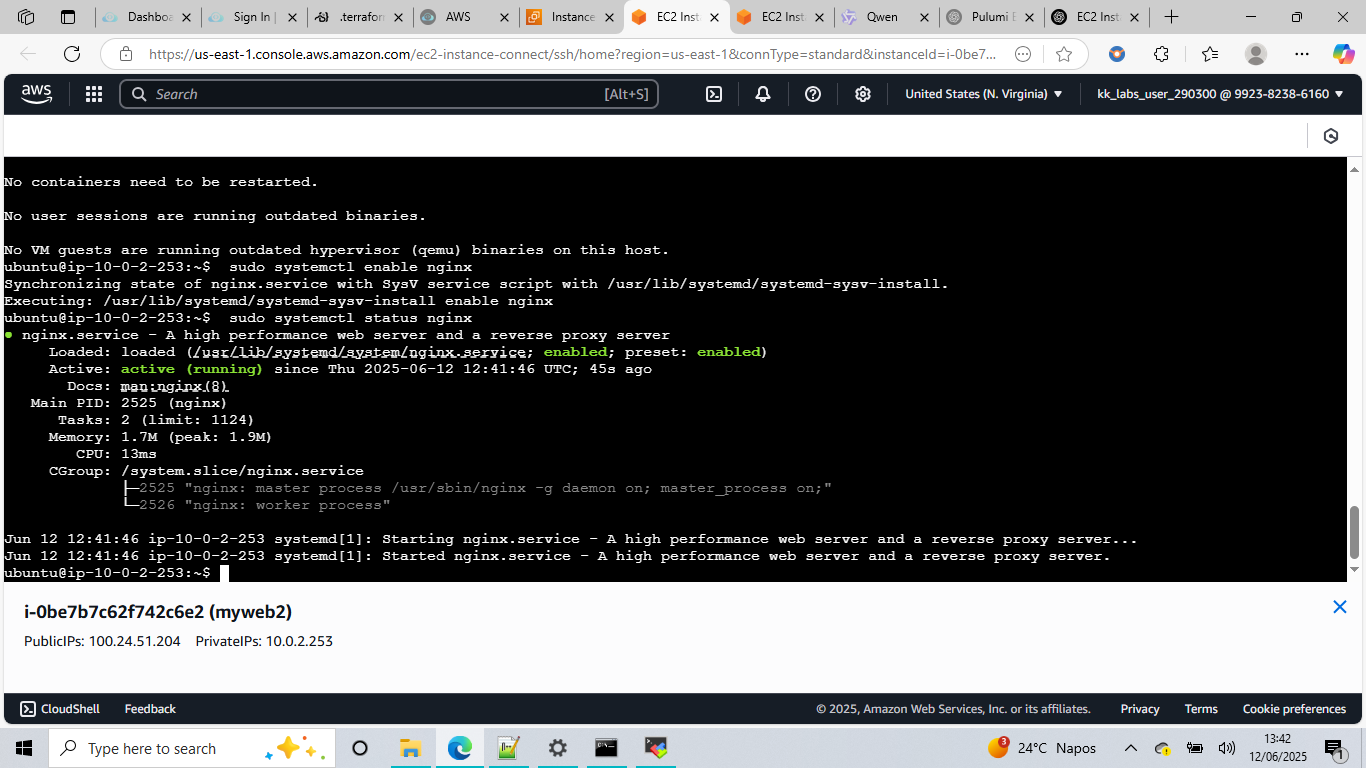 Dashboa
Sign In |
.terraforr
AWS
Instance
EC2 Inst
EC2 Inst
Qwen
Pulumi E
EC2 Inst
https://us-east-1.console.aws.amazon.com/ec2-instance-connect/ssh/home?region=us-east-1&connType=standard&instanceId=i-0be7...
aws
Search
[Alt+S]
United States (N. Virginia)
kk_labs_user_290300 @ 9923-8238-6160
No containers need to be restarted.
No user sessions are running outdated binaries.
No VM guests are running outdated hypervisor (qemu) binaries on this host.
ubuntu@ip-10-0-2-253:~$  sudo systemctl enable nginx
Synchronizing state of nginx.service with SysV service script with /usr/lib/systemd/systemd-sysv-install.
Executing: /usr/lib/systemd/systemd-sysv-install enable nginx
ubuntu@ip-10-0-2-253:~$  sudo systemctl status nginx
● nginx.service - A high performance web server and a reverse proxy server
Loaded: loaded (/usr/lib/systemd/system/nginx.service; enabled; preset: enabled)
Active: active (running) since Thu 2025-06-12 12:41:46 UTC; 45s ago
Docs: man:nginx(8)
Main PID: 2525 (nginx)
Tasks: 2 (limit: 1124)
Memory: 1.7M (peak: 1.9M)
CPU: 13ms
CGroup: /system.slice/nginx.service
├─2525 "nginx: master process /usr/sbin/nginx -g daemon on; master_process on;"
└─2526 "nginx: worker process"
Jun 12 12:41:46 ip-10-0-2-253 systemd[1]: Starting nginx.service - A high performance web server and a reverse proxy server...
Jun 12 12:41:46 ip-10-0-2-253 systemd[1]: Started nginx.service - A high performance web server and a reverse proxy server.
ubuntu@ip-10-0-2-253:~$
i-0be7b7c62f742c6e2 (myweb2)
PublicIPs: 100.24.51.204    PrivateIPs: 10.0.2.253
CloudShell
Feedback
© 2025, Amazon Web Services, Inc. or its affiliates.
Privacy
Terms
Cookie preferences
Type here to search
3
24°C Napos
13:42
12/06/2025
1